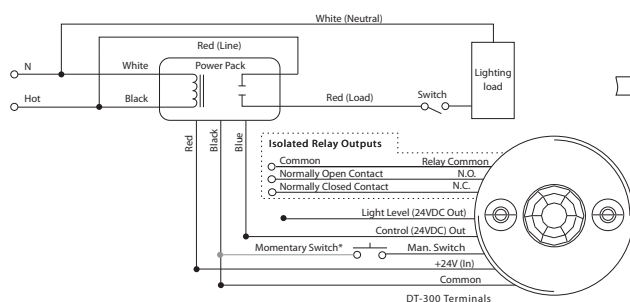 White (Neutral)
Red (Line)
N
White
Power Pack
Lighting
load
Hot
Black
Red (Load)
Switch
Red
Black
Blue
Isolated Relay Outputs
Common
Relay Common
Normally Open Contact
N.O.
Normally Closed Contact
N.C.
Light Level (24VDC Out)
Control (24VDC) Out
Momentary Switch*
Man. Switch
+24V (In)
Common
DT-300 Terminals